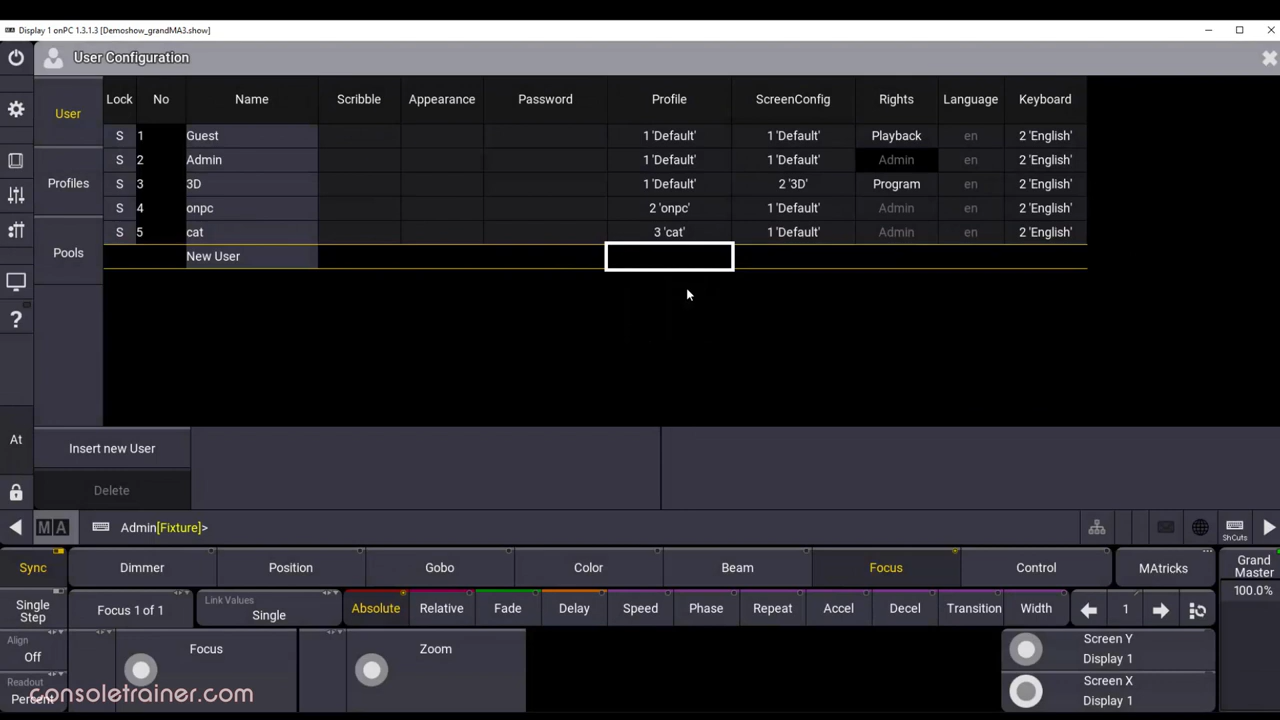 Display 1 onPC 1.3.1.3 [Demoshow_grandMA3.show]
User Configuration
User
Profiles
Pools
Lock No Name Scribble Appearance Password Profile ScreenConfig Rights Language Keyboard
S 1 Guest 1 'Default' 1 'Default' Playback en 2 'English'
S 2 Admin 1 'Default' 1 'Default' Admin en 2 'English'
S 3 3D 1 'Default' 2 '3D' Program en 2 'English'
S 4 onpc 2 'onpc' 1 'Default' Admin en 2 'English'
S 5 cat 3 'cat' 1 'Default' Admin en 2 'English'
New User
?
At
Insert new User
Delete
MA Admin[Fixture]> ShCuts
Sync Dimmer Position Gobo Color Beam Focus Control MAtricks
Grand Master
100.0%
Single Step
Focus 1 of 1
Link Values
Single
Absolute Relative Fade Delay Speed Phase Repeat Accel Decel Transition Width 1
Align
Off
Readout
Percent
Focus
Zoom
Screen Y
Display 1
Screen X
Display 1
consoletrainer.com